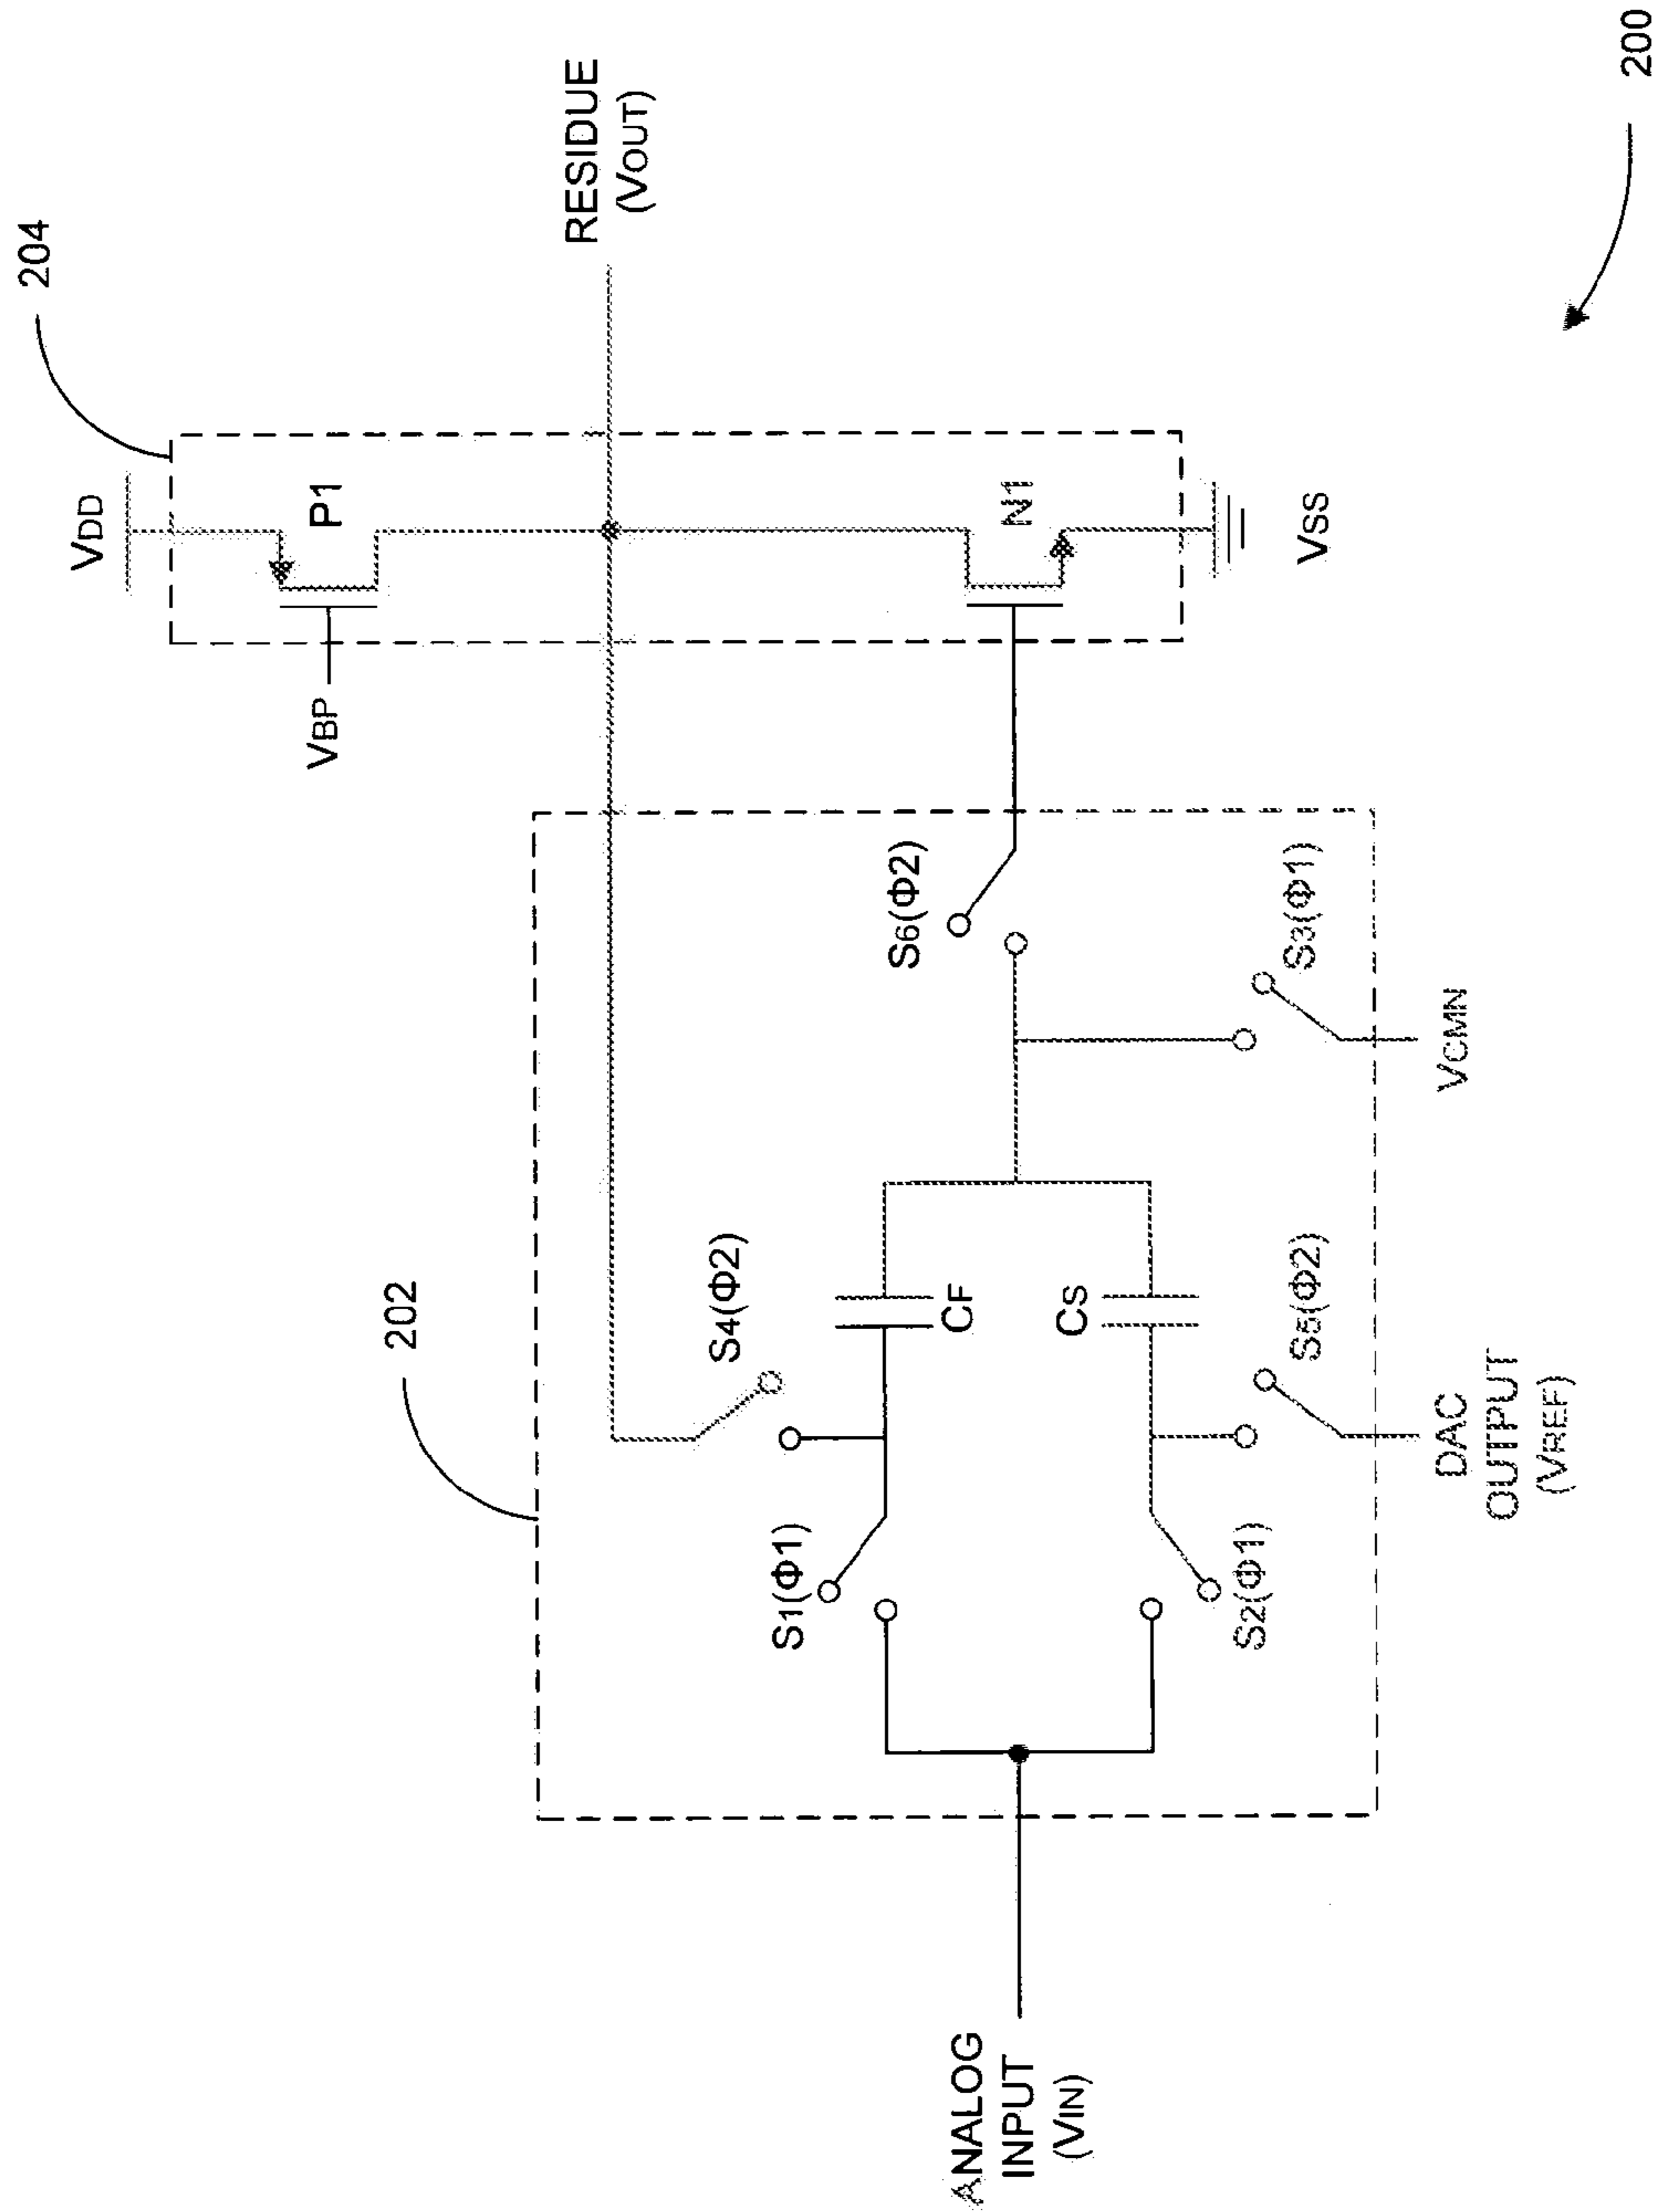 204
VDD
P1
VBP
RESIDUE
(VOUT)
202
S4(Φ2)
S6(Φ2)
N1
S1(Φ1)
CF
CS
VSS
S2(Φ1)
S5(Φ2)
S3(Φ1)
ANALOG
INPUT
(VIN)
DAC
OUTPUT
(VREF)
VCMN
200